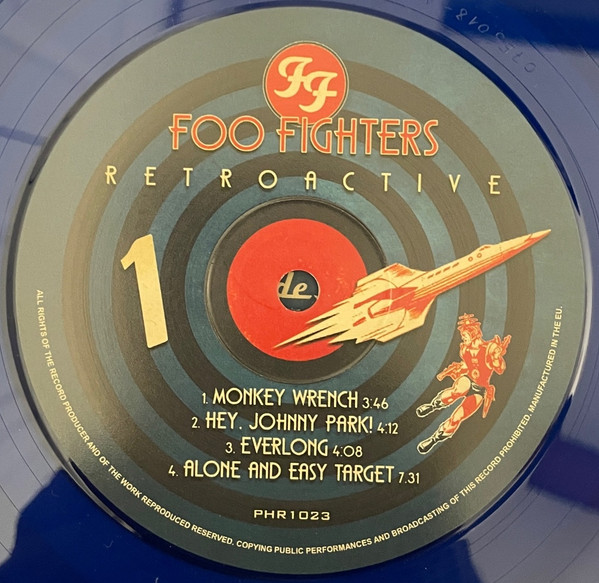 FF
FOO FIGHTERS
RETROACTIVE
1
de
1. MONKEY WRENCH 3:46
2. HEY, JOHNNY PARK! 4:12
3. EVERLONG 4:08
4. ALONE AND EASY TARGET 7.31
PHR1023
ALL RIGHTS OF THE RECORD PRODUCER AND OF THE WORK REPRODUCED RESERVED. COPYING PUBLIC PERFORMANCES AND BROADCASTING OF THIS RECORD PROHIBITED. MANUFACTURED IN THE EU.